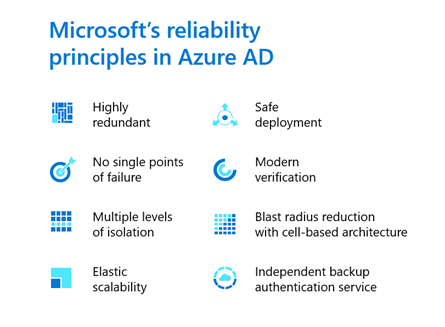 Microsoft’s reliability
principles in Azure AD
Highly
redundant
Safe
deployment
No single points
of failure
Modern
verification
Multiple levels
of isolation
Blast radius reduction
with cell-based architecture
Elastic
scalability
Independent backup
authentication service